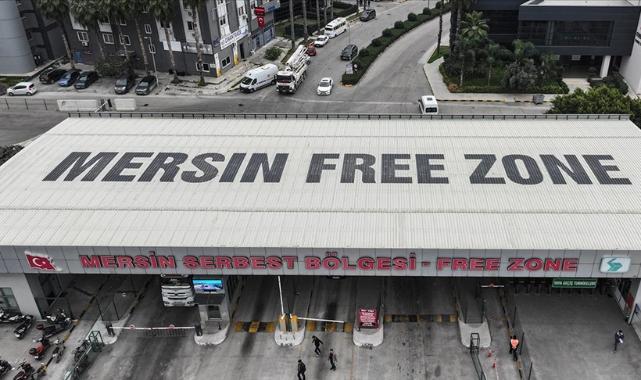 MERSIN FREE ZONE
MERSİN SERBEST BÖLGESİ - FREE ZONE